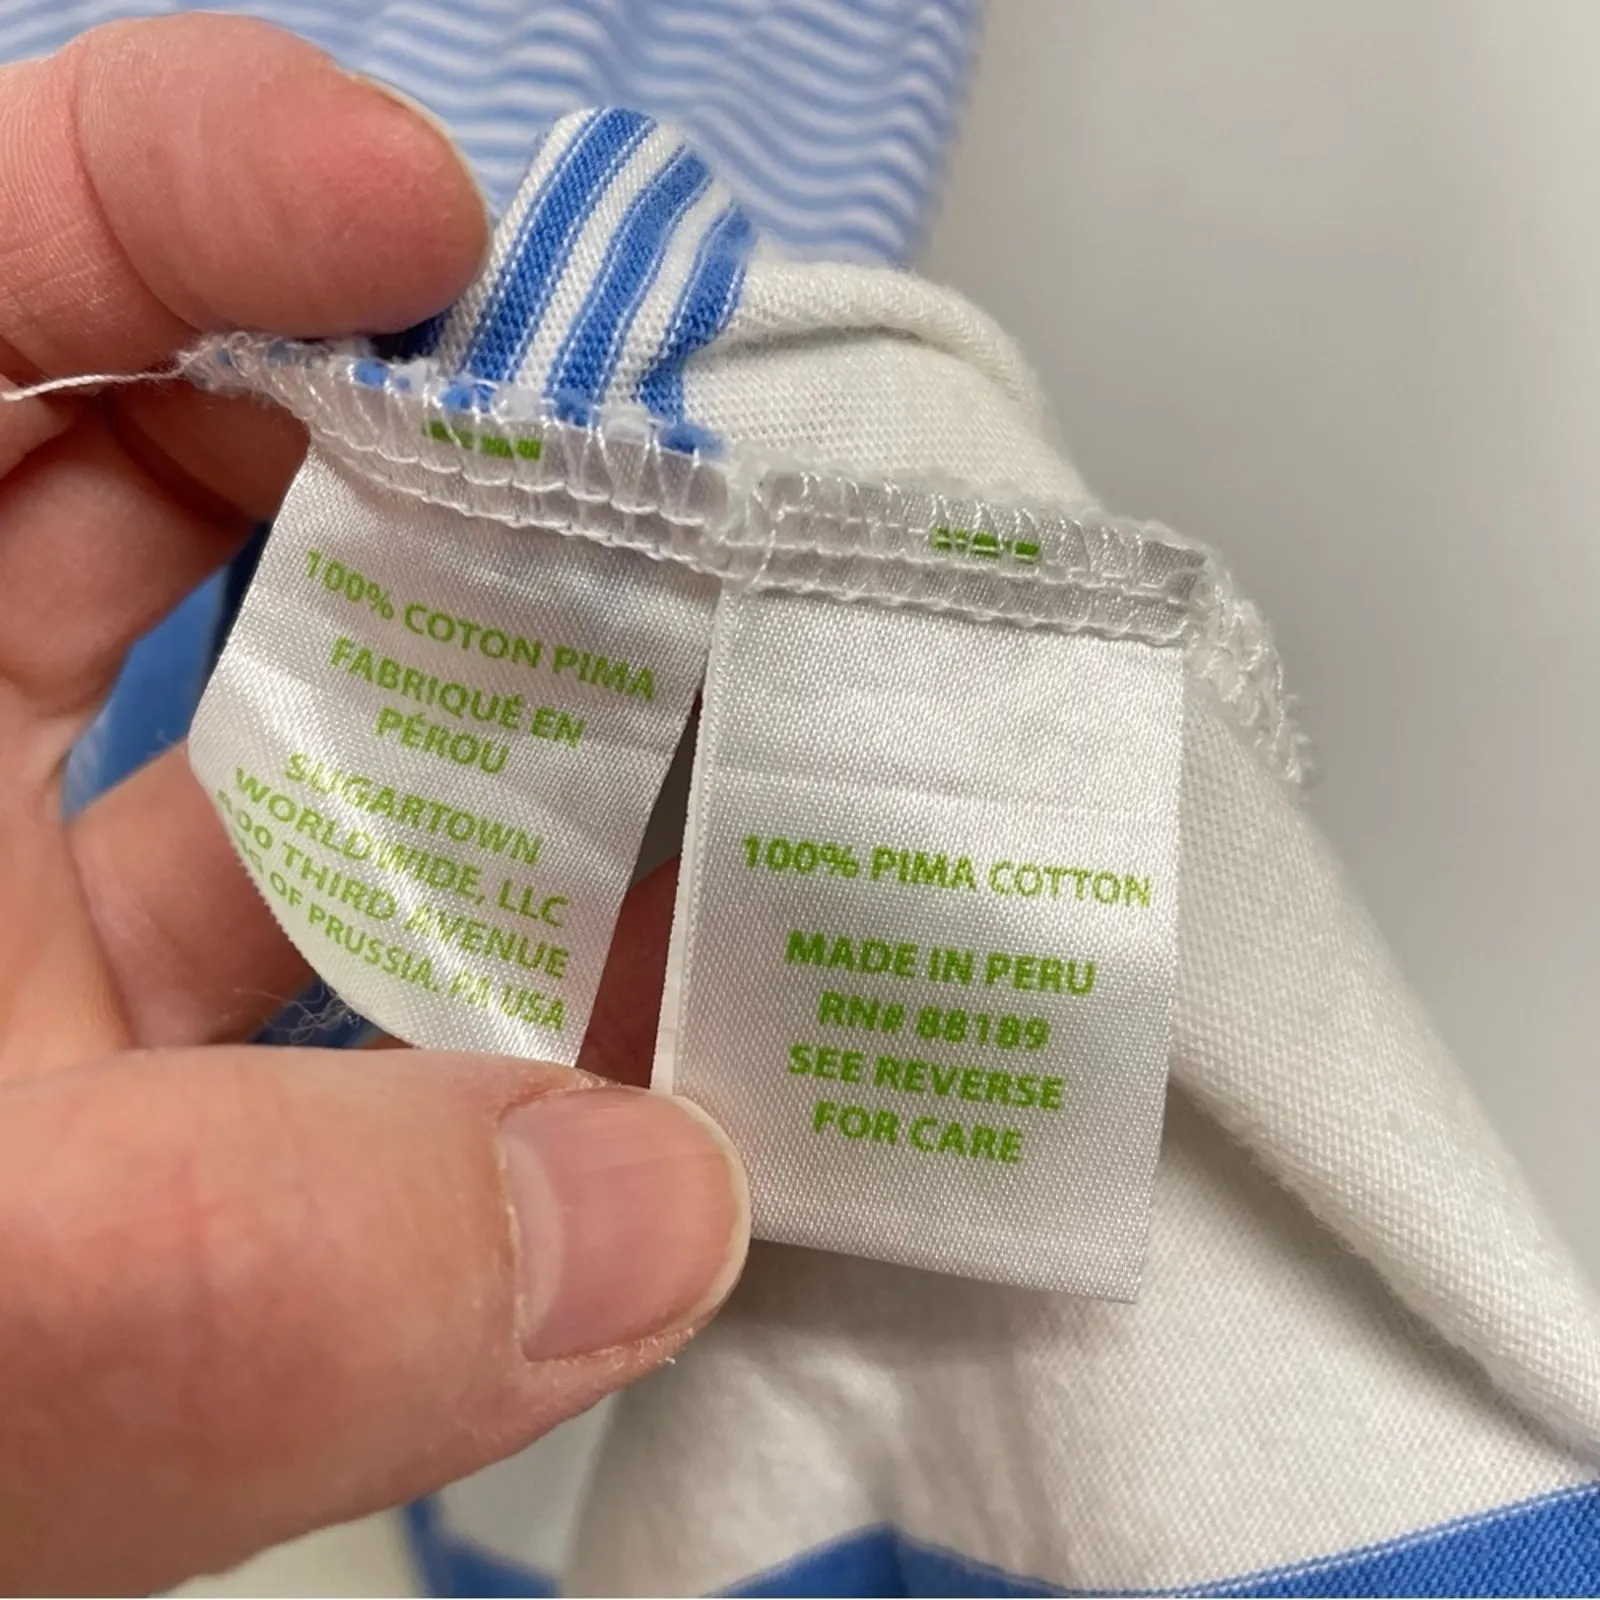 100% COTON PIMA
FABRIQUÉ EN
PÉROU
SUGARTOWN
WORLDWIDE, LLC
THIRD AVENUE
OF PRUSSIA, PA USA
100% PIMA COTTON
MADE IN PERU
RN# 88189
SEE REVERSE
FOR CARE